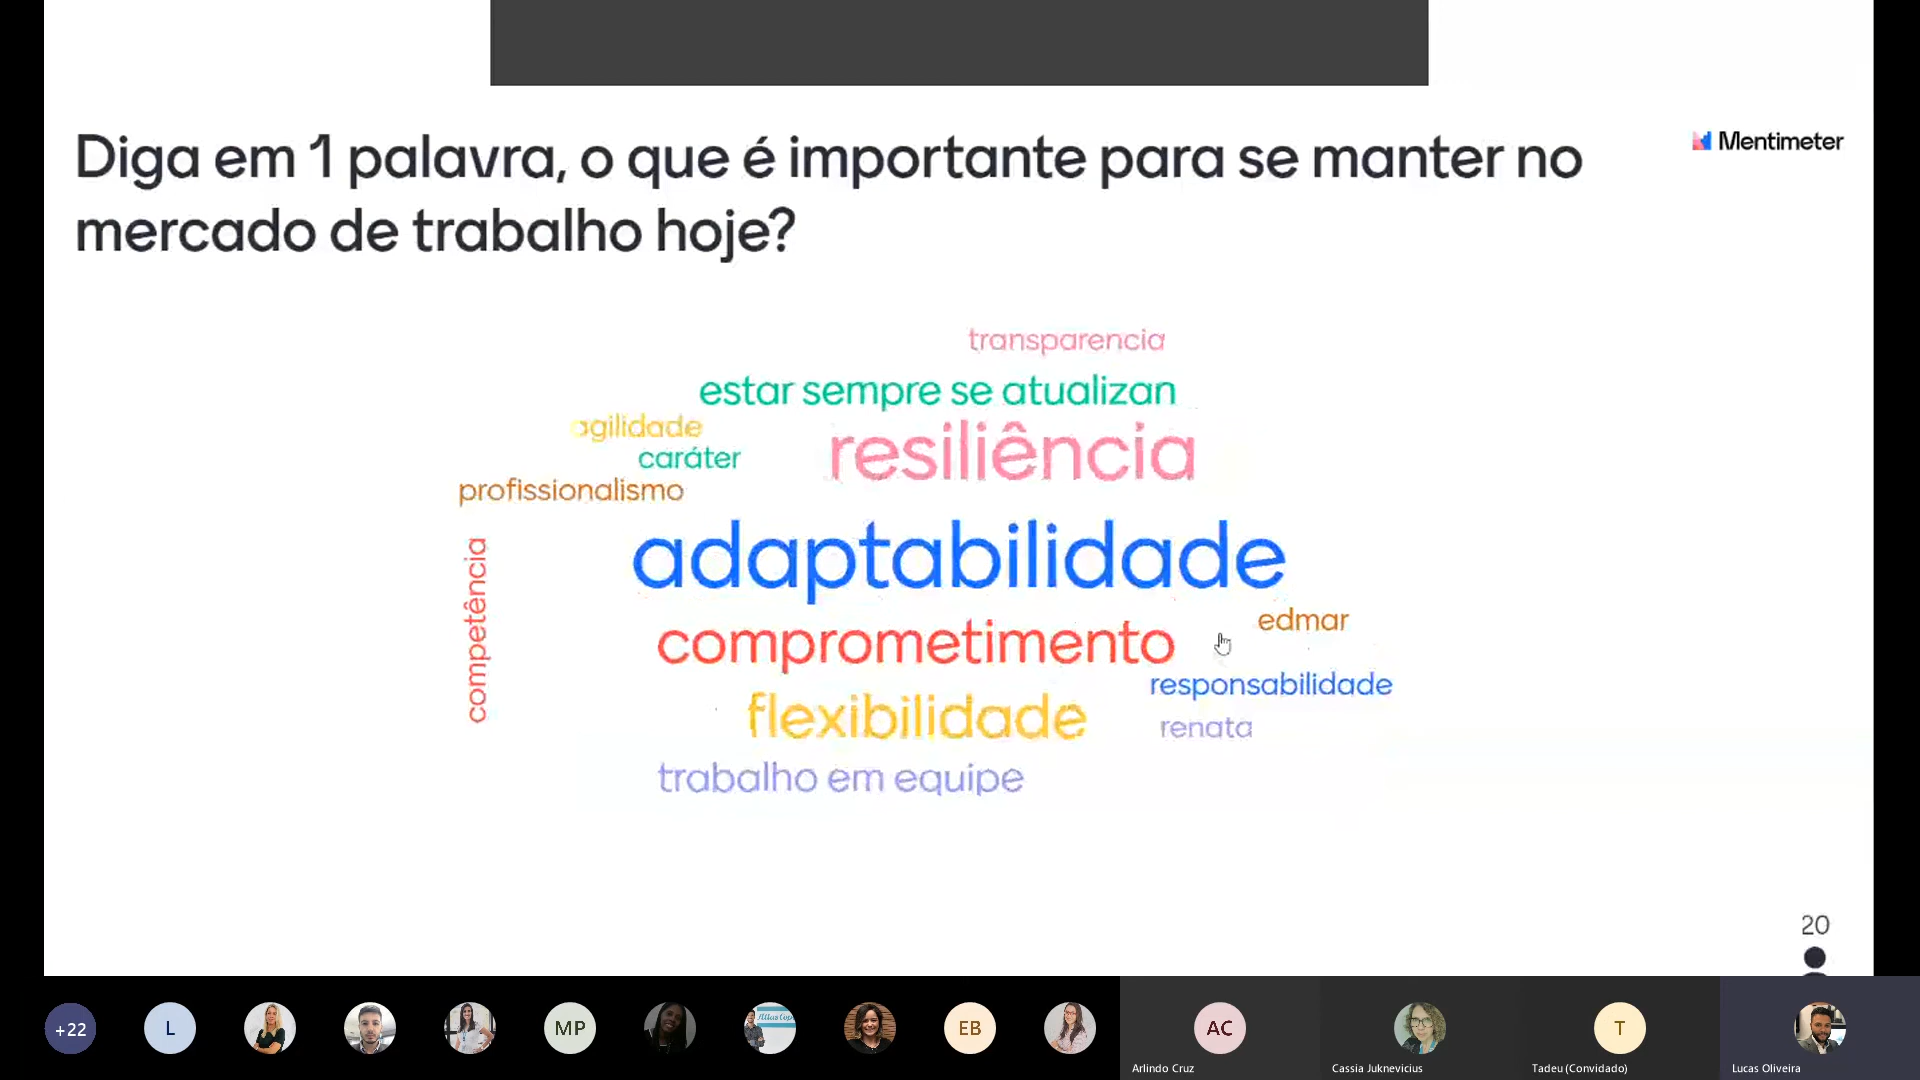 Diga em 1 palavra, o que é importante para se manter no
mercado de trabalho hoje?
Mentimeter
transparencia
estar sempre se atualizan
agilidade
resiliência
caráter
profissionalismo
competência
adaptabilidade
edmar
comprometimento
responsabilidade
flexibilidade
renata
trabalho em equipe
20
+22
L
MP
Atlas Cop
EB
AC
T
Arlindo Cruz
Cassia Juknevicius
Tadeu (Convidado)
Lucas Oliveira